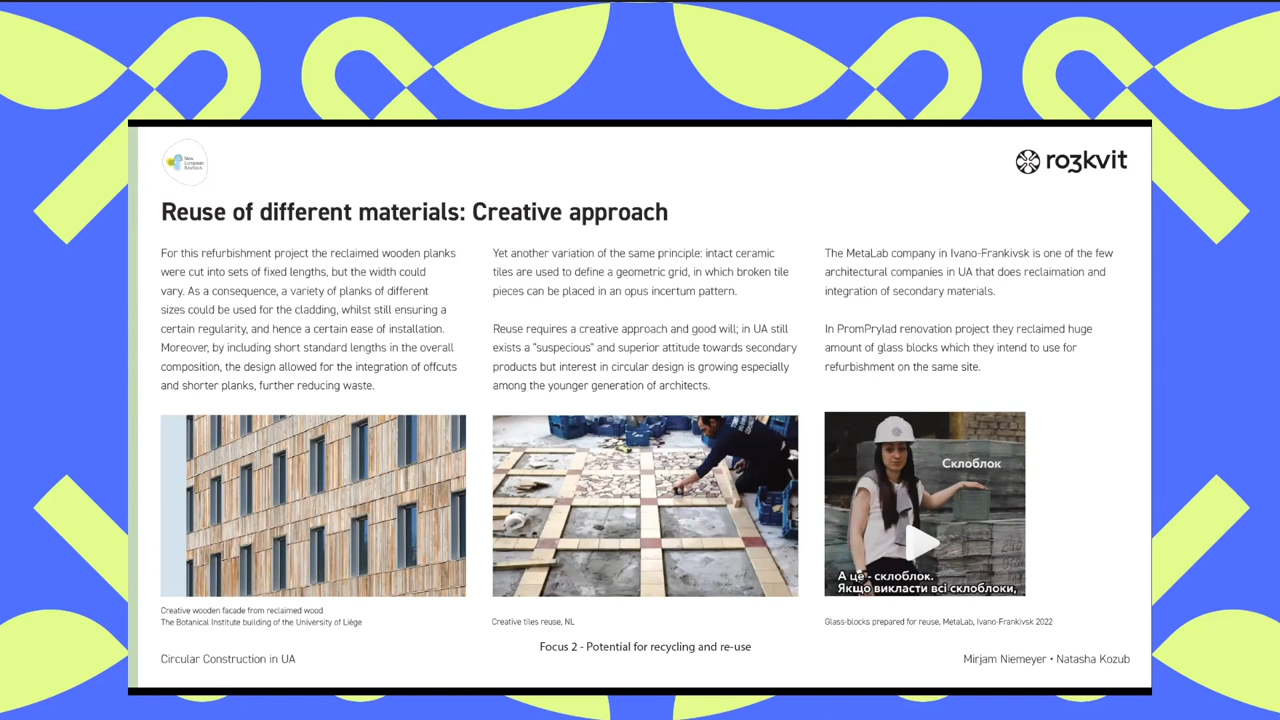 New
European
Bauhaus
ro3kvit
Reuse of different materials: Creative approach
For this refurbishment project the reclaimed wooden planks
were cut into sets of fixed lengths, but the width could
vary. As a consequence, a variety of planks of different
sizes could be used for the cladding, whilst still ensuring a
certain regularity, and hence a certain ease of installation.
Moreover, by including short standard lengths in the overall
composition, the design allowed for the integration of offcuts
and shorter planks, further reducing waste.
Creative wooden facade from reclaimed wood
The Botanical Institute building of the University of Liège
Yet another variation of the same principle: intact ceramic
tiles are used to define a geometric grid, in which broken tile
pieces can be placed in an opus incertum pattern.
Reuse requires a creative approach and good will; in UA still
exists a "suspecious" and superior attitude towards secondary
products but interest in circular design is growing especially
among the younger generation of architects.
Creative tiles reuse, NL
The MetaLab company in Ivano-Frankivsk is one of the few
architectural companies in UA that does reclaimation and
integration of secondary materials.
In PromPrylad renovation project they reclaimed huge
amount of glass blocks which they intend to use for
refurbishment on the same site.
Склоблок
А це - склоблок.
Якщо викласти всі склоблоки,
Glass-blocks prepared for reuse, MetaLab, Ivano-Frankivsk 2022
Focus 2 - Potential for recycling and re-use
Circular Construction in UA
Mirjam Niemeyer • Natasha Kozub